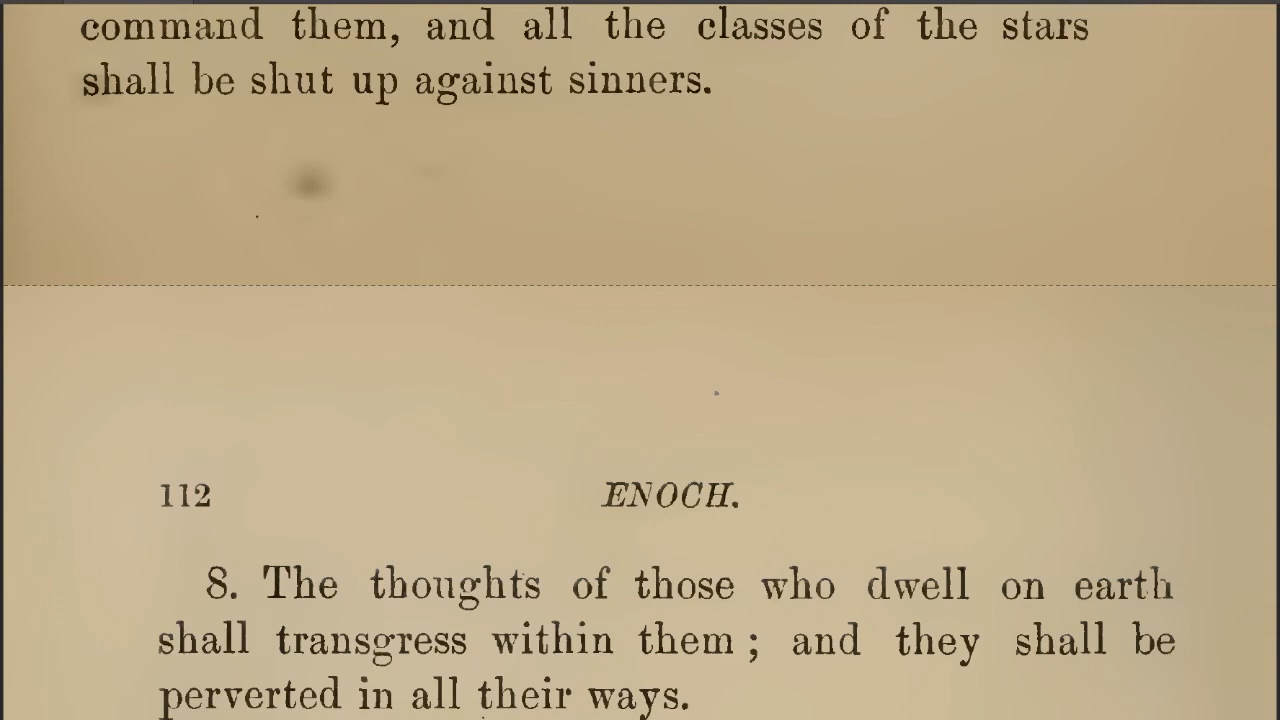 command them, and all the classes of the stars
shall be shut up against sinners.
112 ENOCH.
8. The thoughts of those who dwell on earth
shall transgress within them; and they shall be
perverted in all their ways.